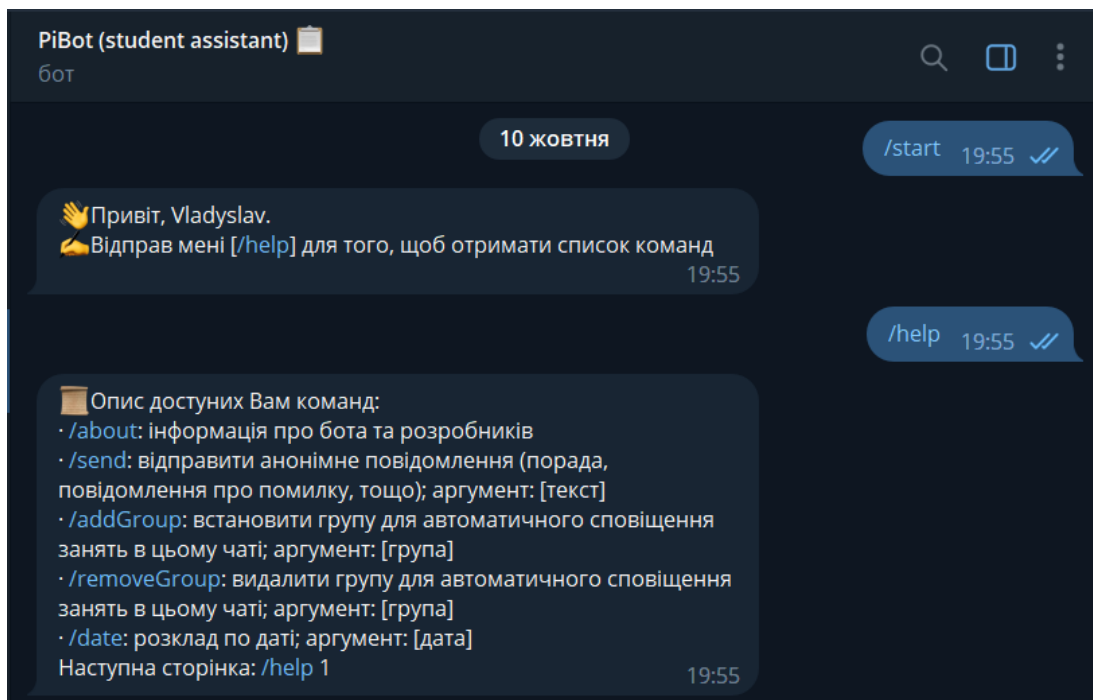 PiBot (student assistant) 📋
бот
10 жовтня
/start 19:55
👋Привіт, Vladyslav.
✍Відправ мені [/help] для того, щоб отримати список команд
19:55
/help 19:55
📜Опис достуних Вам команд:
· /about: інформація про бота та розробників
· /send: відправити анонімне повідомлення (порада,
повідомлення про помилку, тощо); аргумент: [текст]
· /addGroup: встановити групу для автоматичного сповіщення
занять в цьому чаті; аргумент: [група]
· /removeGroup: видалити групу для автоматичного сповіщення
занять в цьому чаті; аргумент: [група]
· /date: розклад по даті; аргумент: [дата]
Наступна сторінка: /help 1
19:55